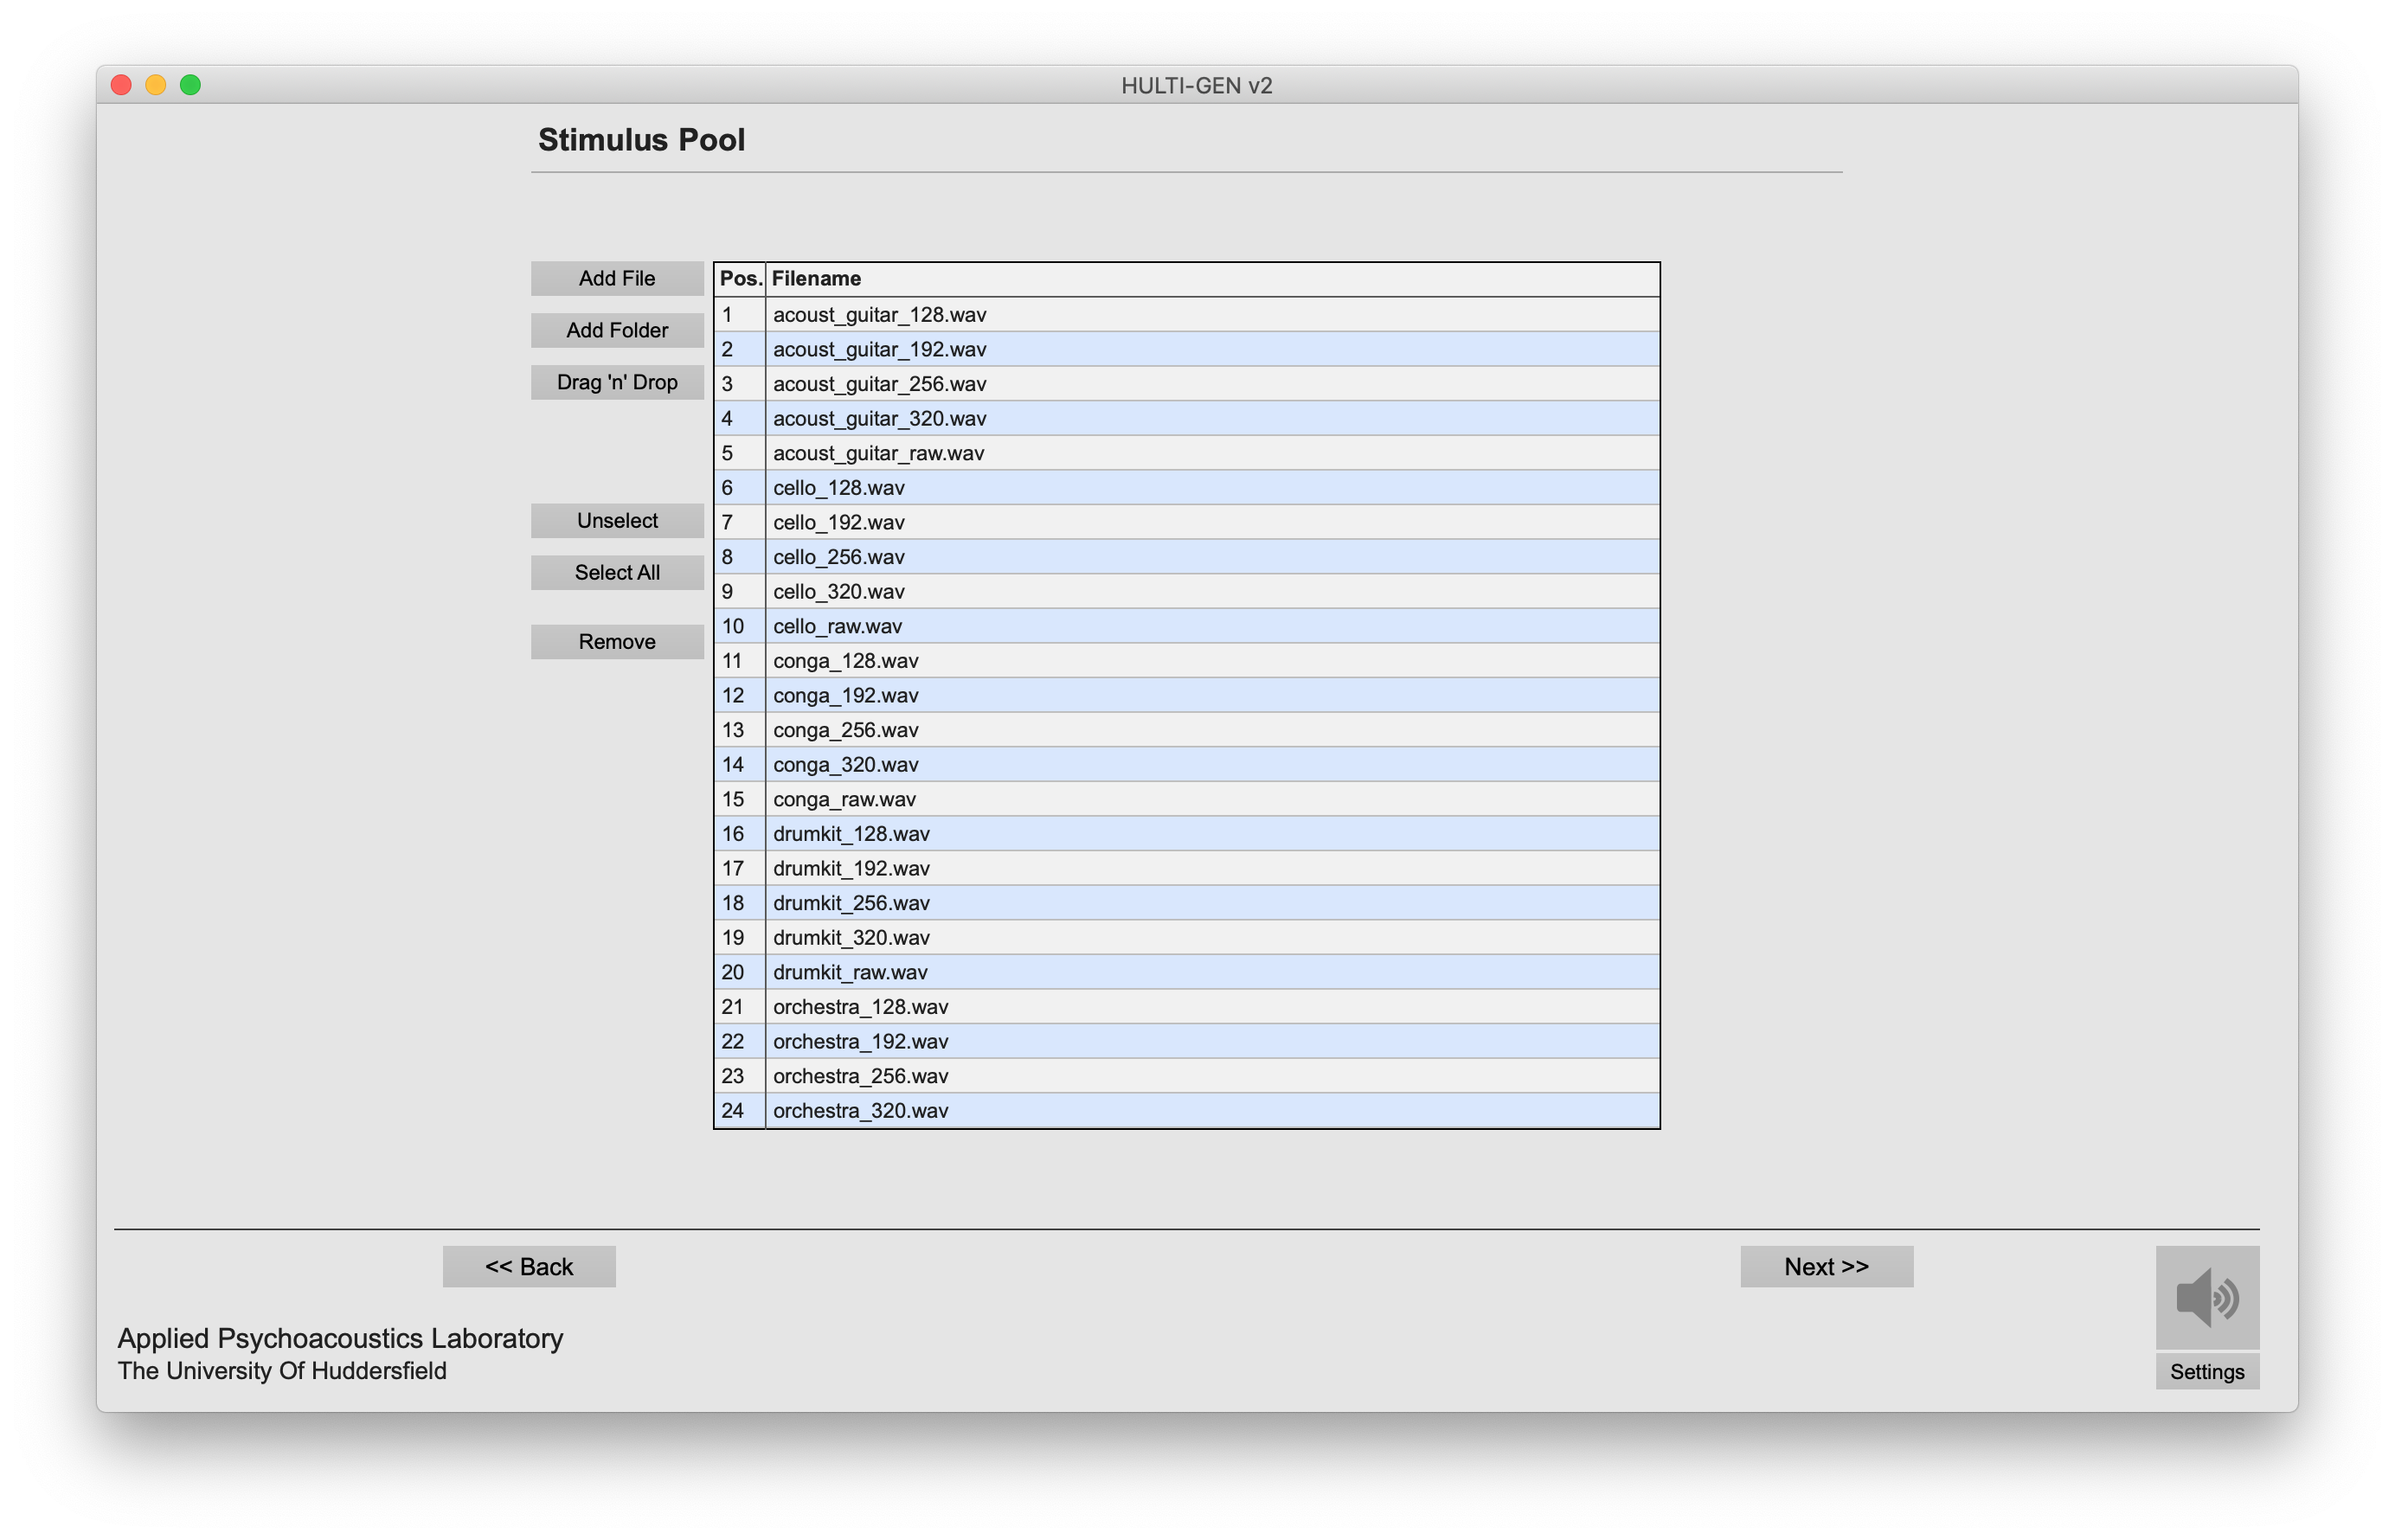 HULTI-GEN v2
Stimulus Pool
Add File
Add Folder
Drag 'n' Drop
Unselect
Select All
Remove
Pos. Filename
1 acoust_guitar_128.wav
2 acoust_guitar_192.wav
3 acoust_guitar_256.wav
4 acoust_guitar_320.wav
5 acoust_guitar_raw.wav
6 cello_128.wav
7 cello_192.wav
8 cello_256.wav
9 cello_320.wav
10 cello_raw.wav
11 conga_128.wav
12 conga_192.wav
13 conga_256.wav
14 conga_320.wav
15 conga_raw.wav
16 drumkit_128.wav
17 drumkit_192.wav
18 drumkit_256.wav
19 drumkit_320.wav
20 drumkit_raw.wav
21 orchestra_128.wav
22 orchestra_192.wav
23 orchestra_256.wav
24 orchestra_320.wav
<< Back
Next >>
Applied Psychoacoustics Laboratory
The University Of Huddersfield
Settings